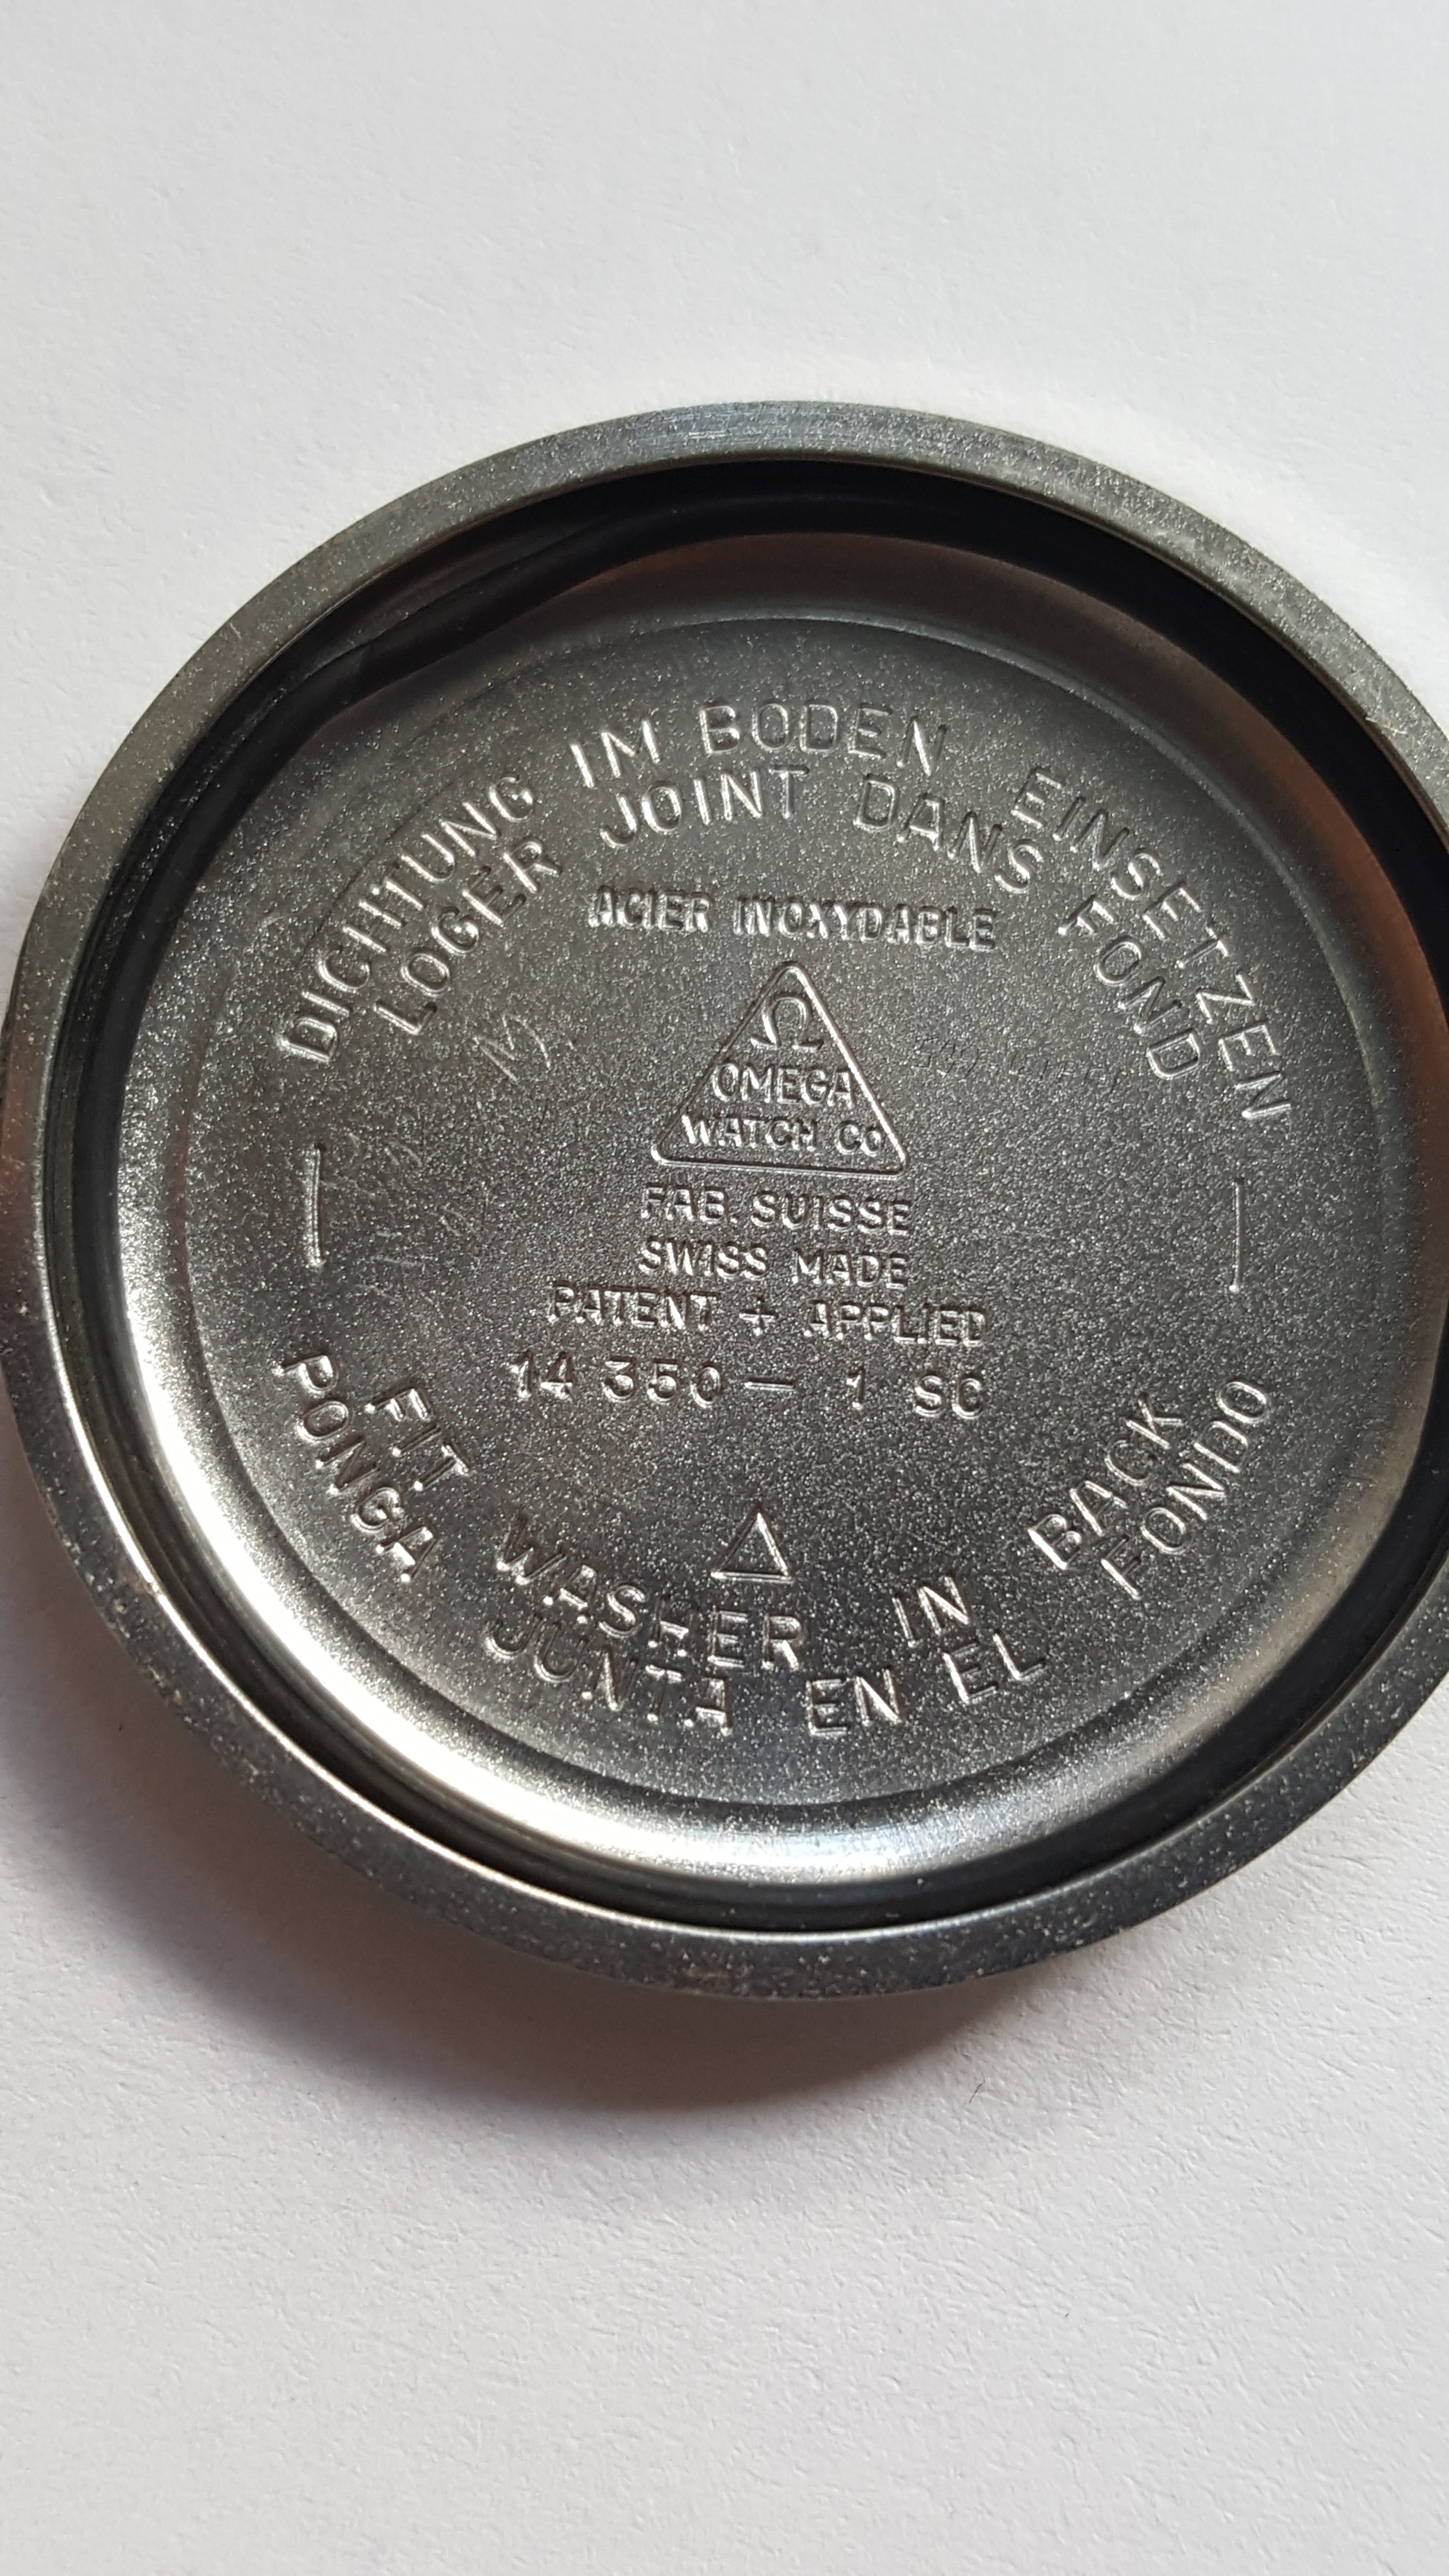 DICHTUNG IM BODEN EINSETZEN
LOGER JOINT DANS FOND
ACIER INOXYDABLE
Ω
OMEGA
WATCH CO
FAB. SUISSE
SWISS MADE
PATENT + APPLIED
14 350 — 1 SC
FIT WASHER IN BACK
PONGA JUNTA EN EL FONDO